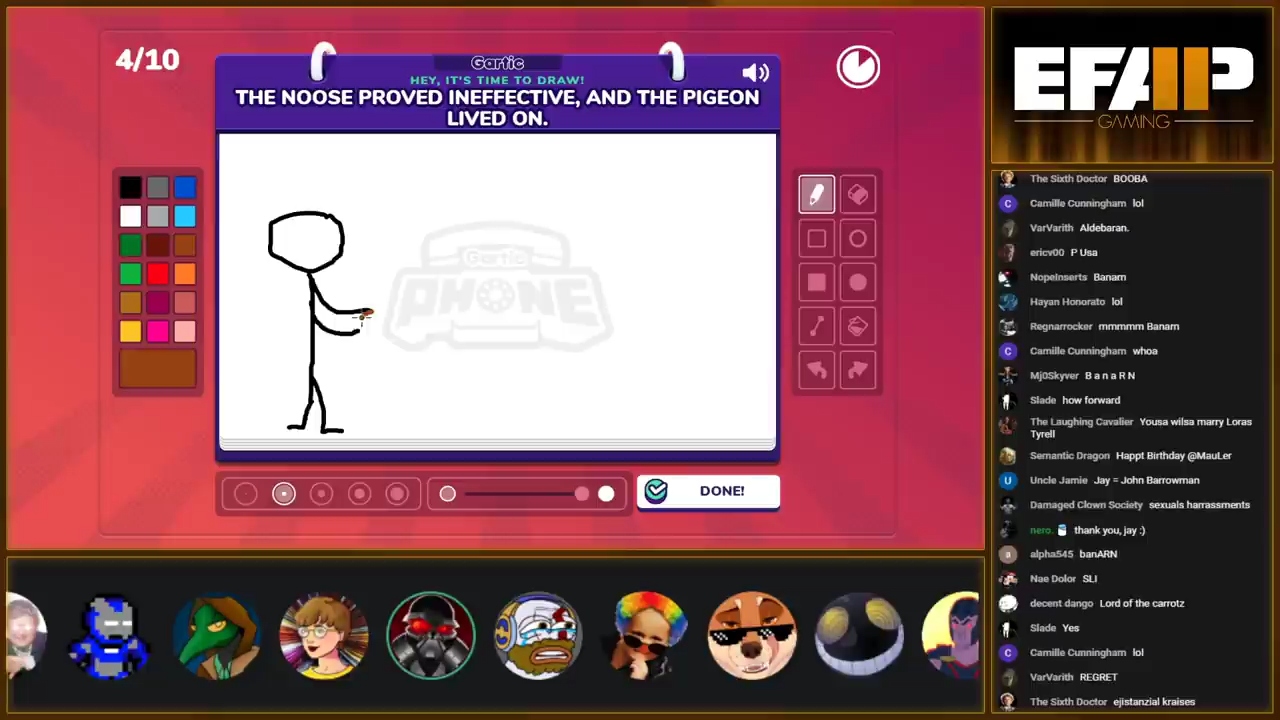 4/10
Gartic
HEY, IT'S TIME TO DRAW!
THE NOOSE PROVED INEFFECTIVE, AND THE PIGEON
LIVED ON.
Gartic
PHONE
DONE!
EFAP
GAMING
The Sixth Doctor BOOBA
C Camille Cunningham lol
VarVarith Aldebaran.
ericv00 P Usa
NopeInserts Banarn
Hayan Honorato lol
Regnarrocker mmmmm Banarn
C Camille Cunningham whoa
Mj0Skyver B a n a R N
Slade how forward
The Laughing Cavalier Yousa wilsa marry Loras
Tyrell
Semantic Dragon Happt Birthday @MauLer
U Uncle Jamie Jay = John Barrowman
Damaged Clown Society sexuals harrassments
nero. thank you, jay :)
a alpha545 banARN
Nae Dolor SLI
decent dango Lord of the carrotz
Slade Yes
C Camille Cunningham lol
VarVarith REGRET
The Sixth Doctor ejistanzial kraises